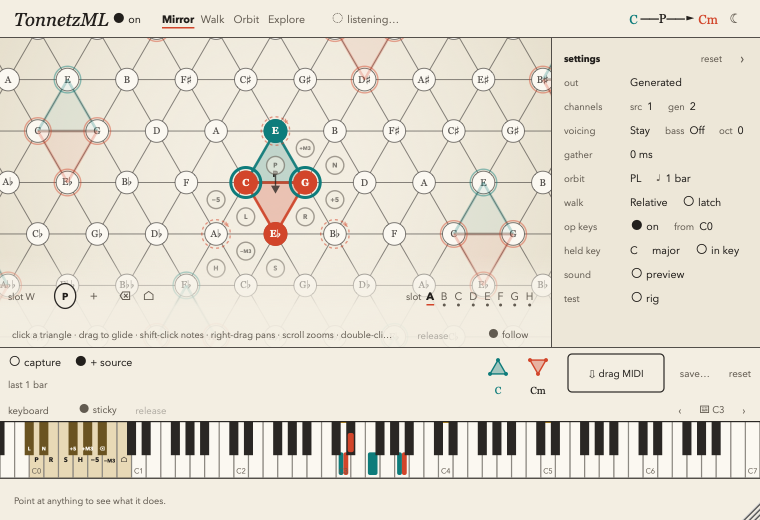 TonnetzML on Mirror Walk Orbit Explore listening... C P Cm
A E B F♯ C♯ G♯ D♯ A♯ E♯ B♯
C G D A E B F♯ C♯ G♯
+M3
P N
A♭ E♭ B♭ F C G D A E B
−5 +5
L R
C♭ G♭ D♭ A♭ E♭ B♭ F C G
H S
slot W P + slot A B C D E F G H
click a triangle · drag to glide · shift-click notes · right-drag pans · scroll zooms · double-cli... release follow
settings reset ›
out Generated
channels src 1 gen 2
voicing Stay bass Off oct 0
gather 0 ms
orbit PL ♩ 1 bar
walk Relative latch
op keys on from C0
held key C major in key
sound preview
test rig
capture + source
last 1 bar
C Cm
⇩ drag MIDI save... reset
keyboard sticky release ‹ C3 ›
L N +5 +M3
P R S H −5 −M3
C0 C1 C2 C4 C5 C6 C7
Point at anything to see what it does.